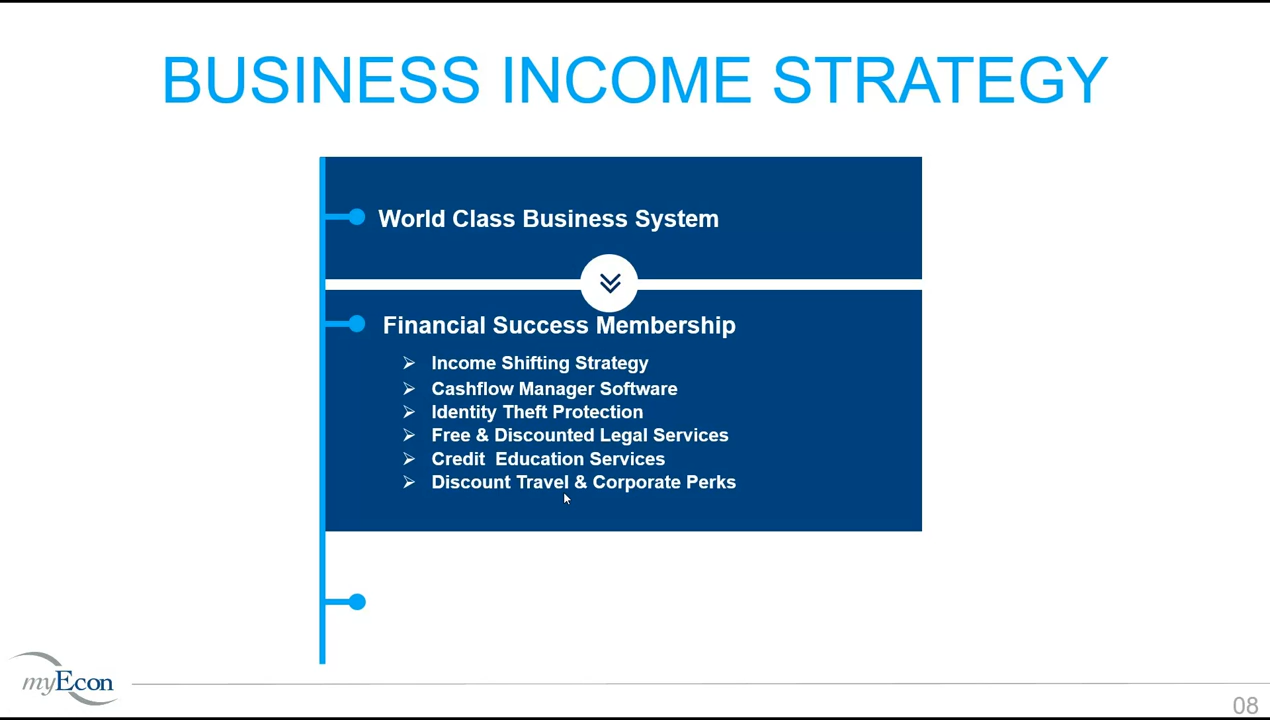 BUSINESS INCOME STRATEGY
World Class Business System
Financial Success Membership
Income Shifting Strategy
Cashflow Manager Software
Identity Theft Protection
Free & Discounted Legal Services
Credit Education Services
Discount Travel & Corporate Perks
myEcon
08